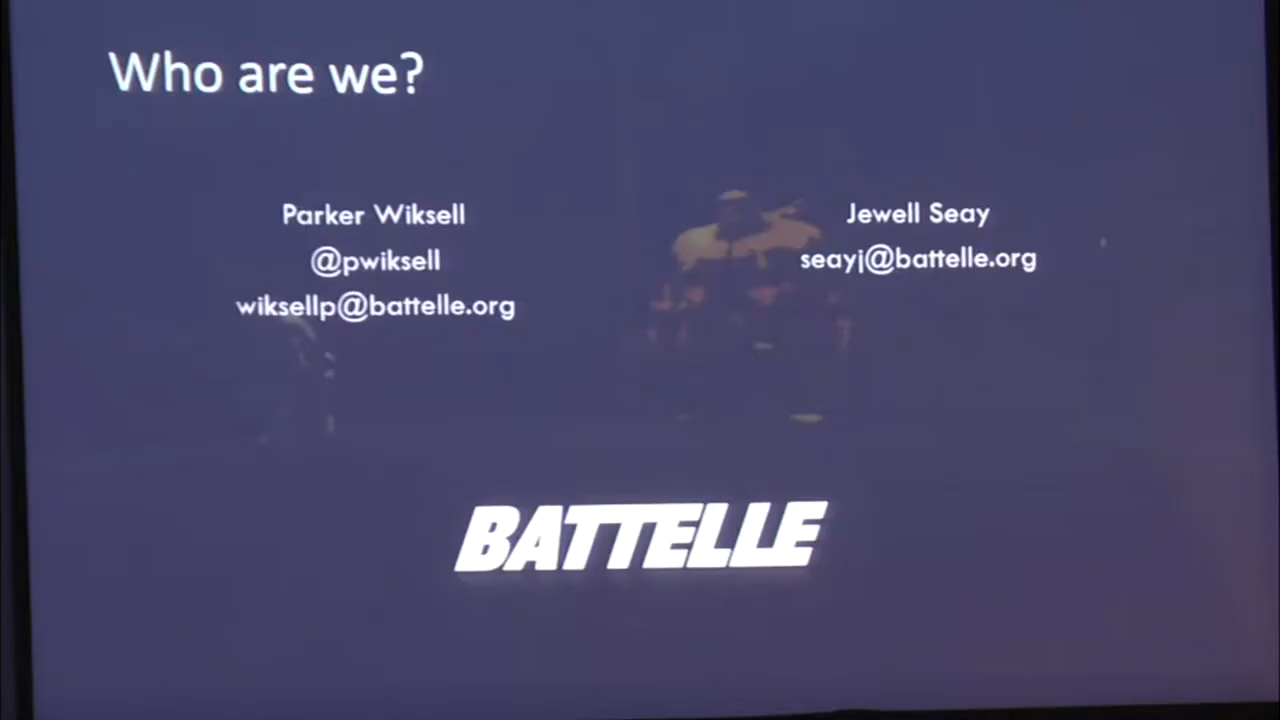 Who are we?
Parker Wiksell
@pwiksell
wiksellp@battelle.org
Jewell Seay
seayj@battelle.org
BATTELLE